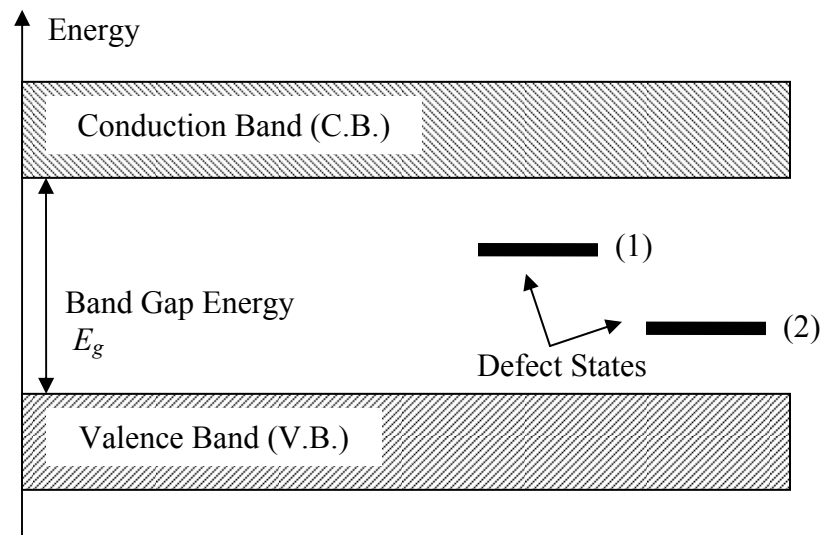 Energy
Conduction Band (C.B.)
(1)
Band Gap Energy
E_g
(2)
Defect States
Valence Band (V.B.)